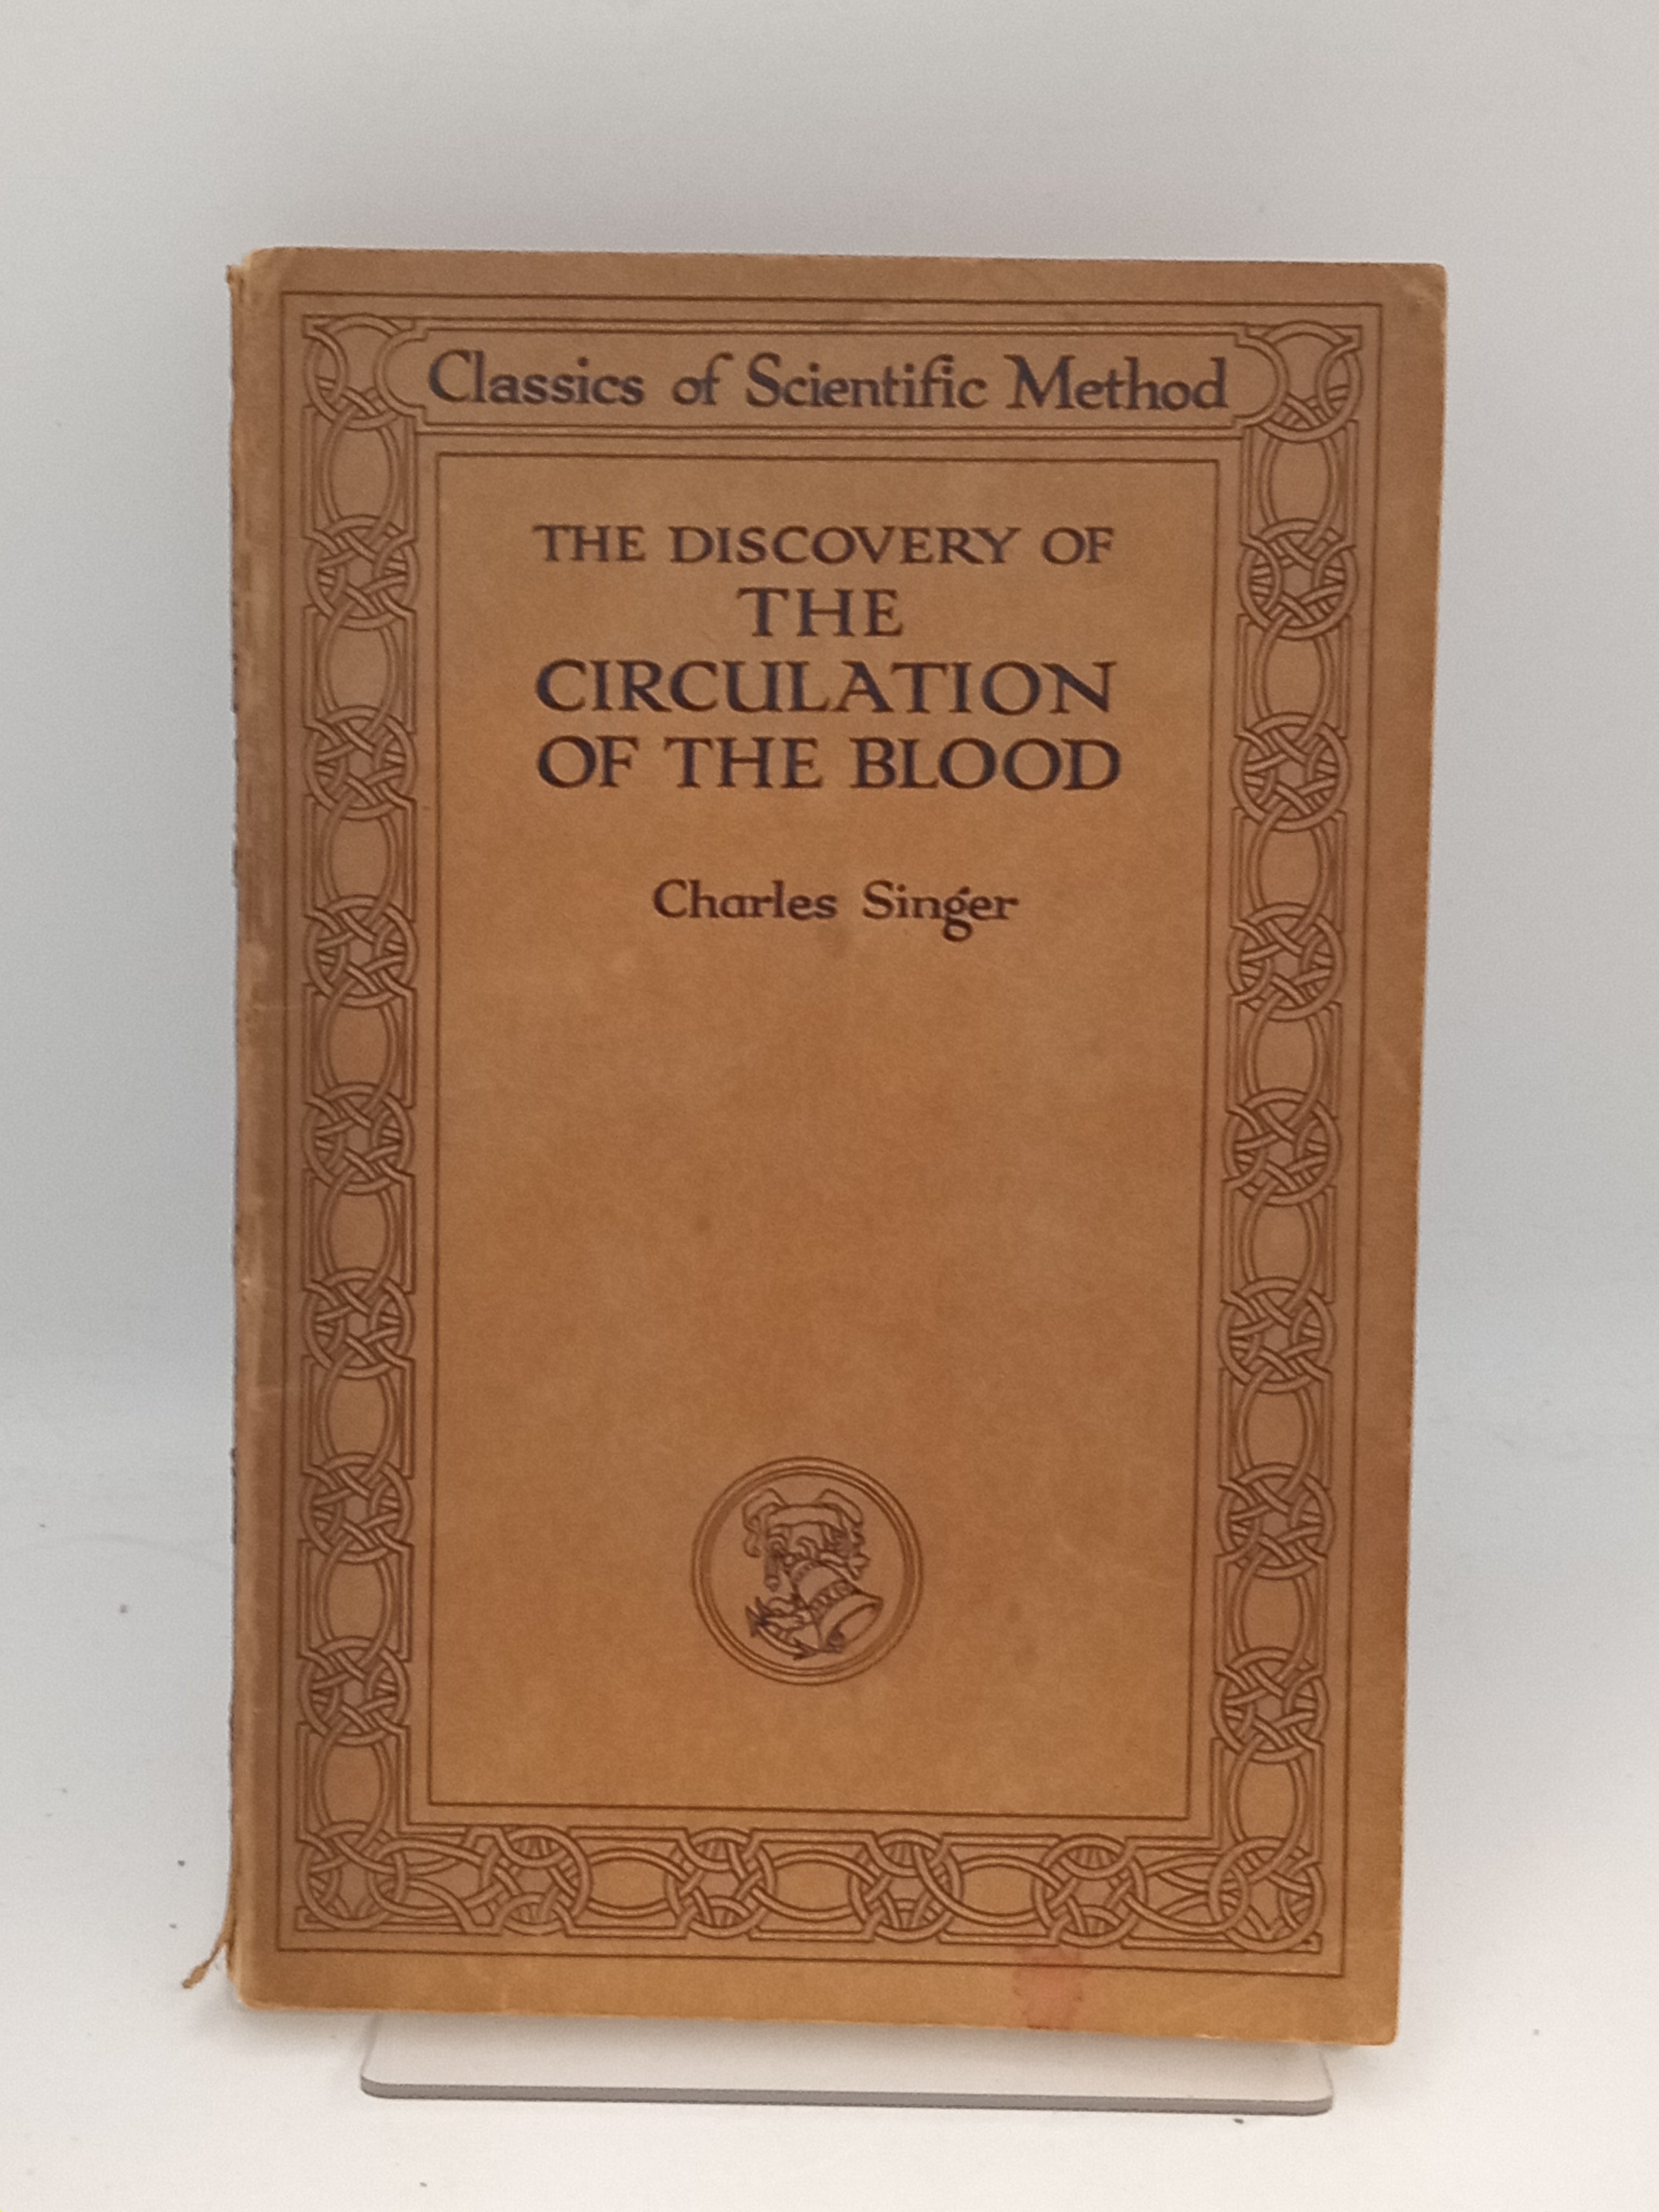 Classics of Scientific Method
THE DISCOVERY OF
THE
CIRCULATION
OF THE BLOOD
Charles Singer